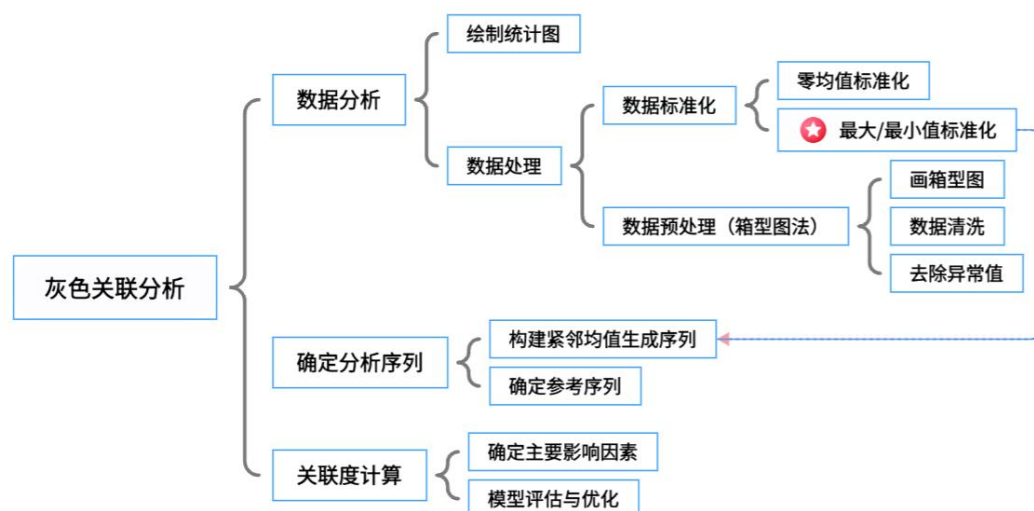 绘制统计图
数据分析
零均值标准化
数据标准化
最大/最小值标准化
数据处理
画箱型图
数据预处理（箱型图法）
数据清洗
去除异常值
灰色关联分析
构建紧邻均值生成序列
确定分析序列
确定参考序列
确定主要影响因素
关联度计算
模型评估与优化